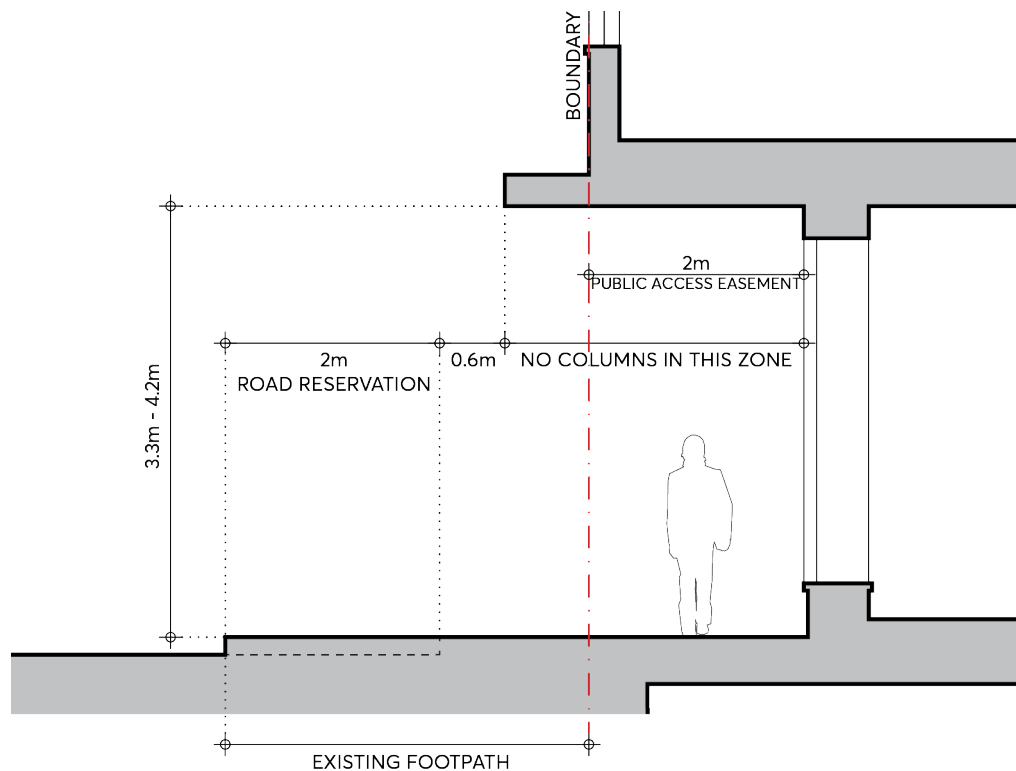 BOUNDARY
2m
PUBLIC ACCESS EASEMENT
2m
ROAD RESERVATION
0.6m
NO COLUMNS IN THIS ZONE
3.3m - 4.2m
EXISTING FOOTPATH